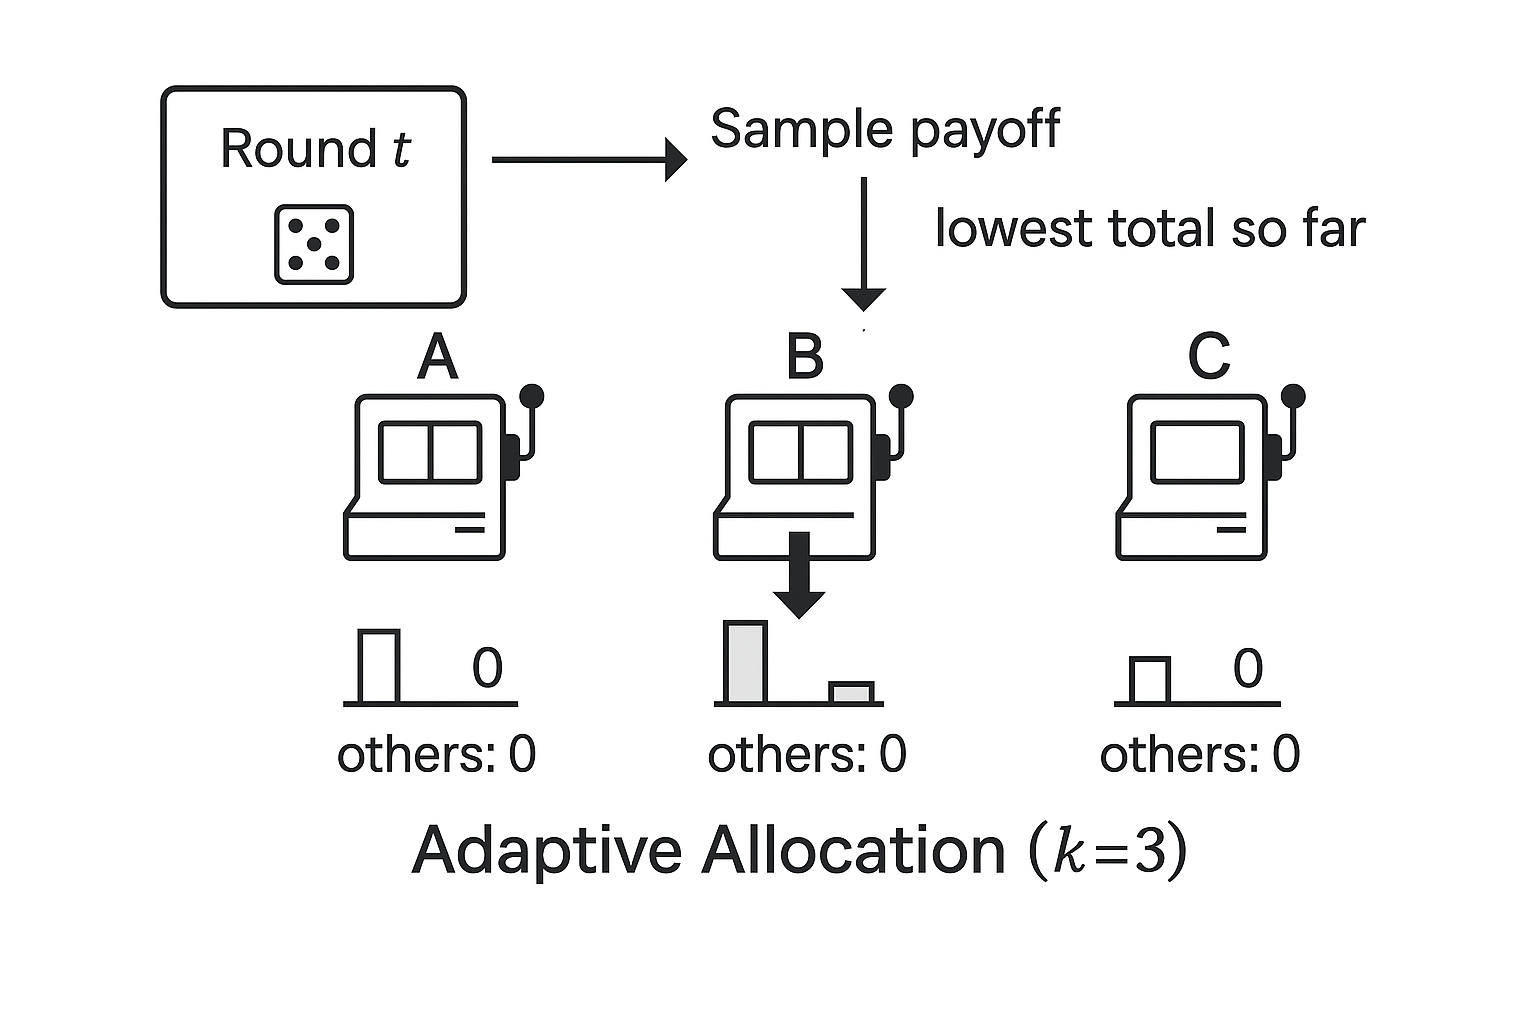 Round t
Sample payoff
lowest total so far
A
B
C
0
0
others: 0
others: 0
others: 0
Adaptive Allocation (k=3)